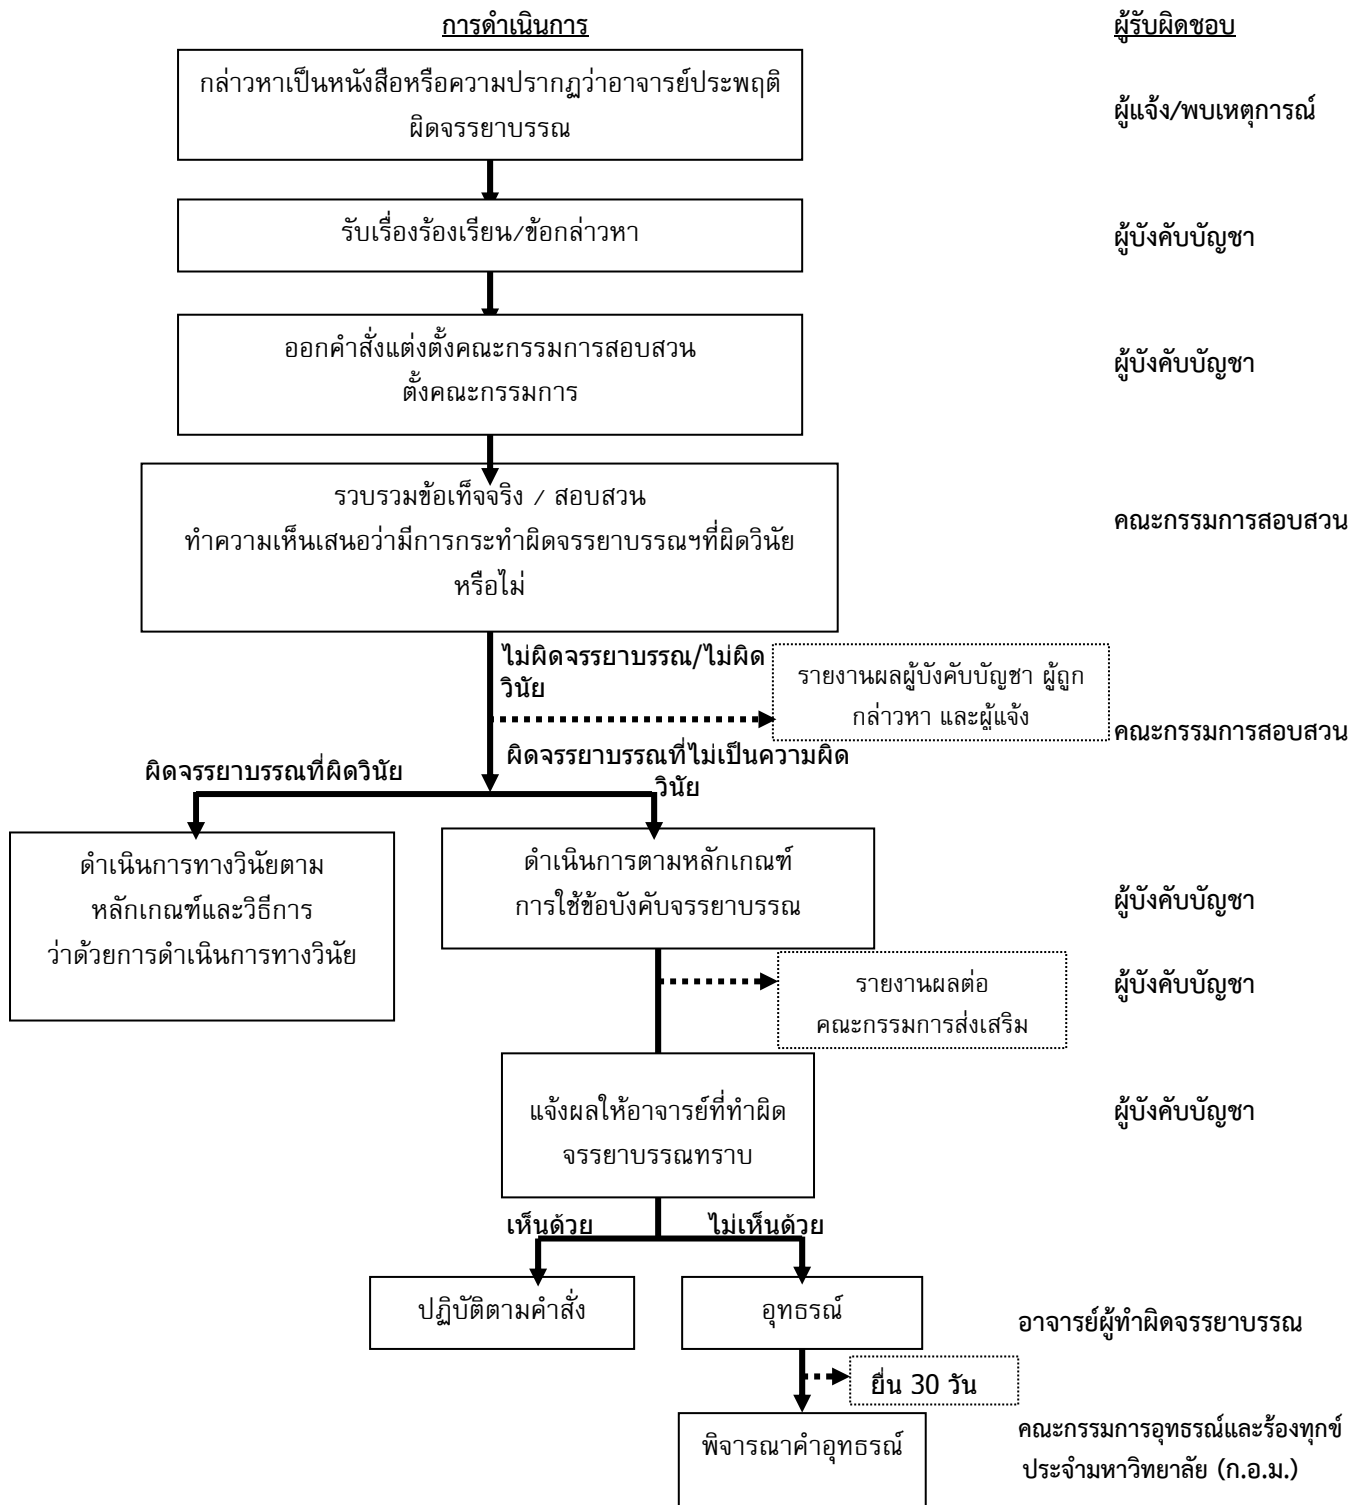 การดำเนินการ
ผู้รับผิดชอบ
กล่าวหาเป็นหนังสือหรือความปรากฏว่าอาจารย์ประพฤติ
ผิดจรรยาบรรณ
ผู้แจ้ง/พบเหตุการณ์
รับเรื่องร้องเรียน/ข้อกล่าวหา
ผู้บังคับบัญชา
ออกคำสั่งแต่งตั้งคณะกรรมการสอบสวน
ตั้งคณะกรรมการ
ผู้บังคับบัญชา
รวบรวมข้อเท็จจริง / สอบสวน
ทำความเห็นเสนอว่ามีการกระทำผิดจรรยาบรรณฯที่ผิดวินัย
หรือไม่
คณะกรรมการสอบสวน
ไม่ผิดจรรยาบรรณ/ไม่ผิด
วินัย
รายงานผลผู้บังคับบัญชา ผู้ถูก
กล่าวหา และผู้แจ้ง
คณะกรรมการสอบสวน
ผิดจรรยาบรรณที่ผิดวินัย
ผิดจรรยาบรรณที่ไม่เป็นความผิด
วินัย
ดำเนินการทางวินัยตาม
หลักเกณฑ์และวิธีการ
ว่าด้วยการดำเนินการทางวินัย
ดำเนินการตามหลักเกณฑ์
การใช้ข้อบังคับจรรยาบรรณ
ผู้บังคับบัญชา
รายงานผลต่อ
คณะกรรมการส่งเสริม
ผู้บังคับบัญชา
แจ้งผลให้อาจารย์ที่ทำผิด
จรรยาบรรณทราบ
ผู้บังคับบัญชา
เห็นด้วย
ไม่เห็นด้วย
ปฏิบัติตามคำสั่ง
อุทธรณ์
อาจารย์ผู้ทำผิดจรรยาบรรณ
ยื่น 30 วัน
พิจารณาคำอุทธรณ์
คณะกรรมการอุทธรณ์และร้องทุกข์
ประจำมหาวิทยาลัย (ก.อ.ม.)